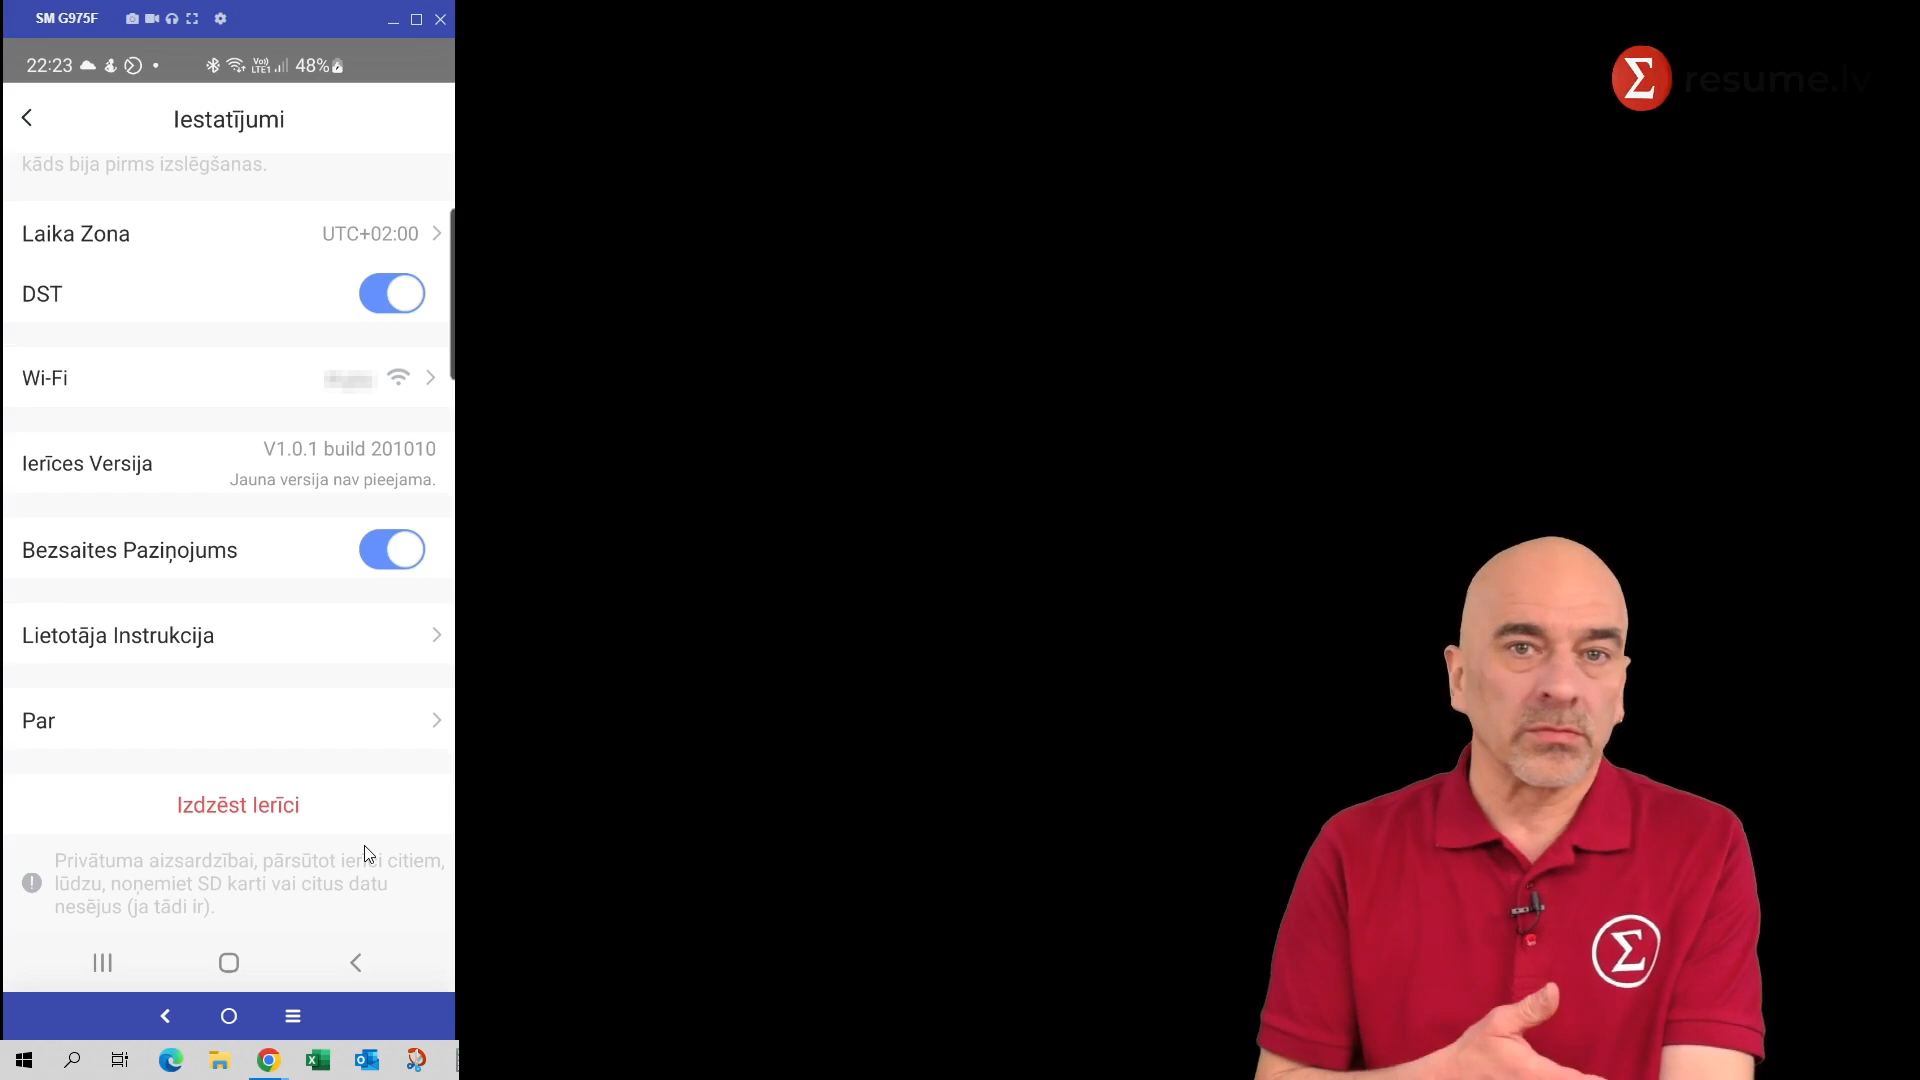 SM G975F
22:23
Vo))
LTE1
48%
Iestatījumi
kāds bija pirms izslēgšanas.
Laika Zona
UTC+02:00
DST
Wi-Fi
Ierīces Versija
V1.0.1 build 201010
Jauna versija nav pieejama.
Bezsaites Paziņojums
Lietotāja Instrukcija
Par
Izdzēst Ierīci
Privātuma aizsardzībai, pārsūtot ierīci citiem,
lūdzu, noņemiet SD karti vai citus datu
nesējus (ja tādi ir).
Σ resume.lv
Σ